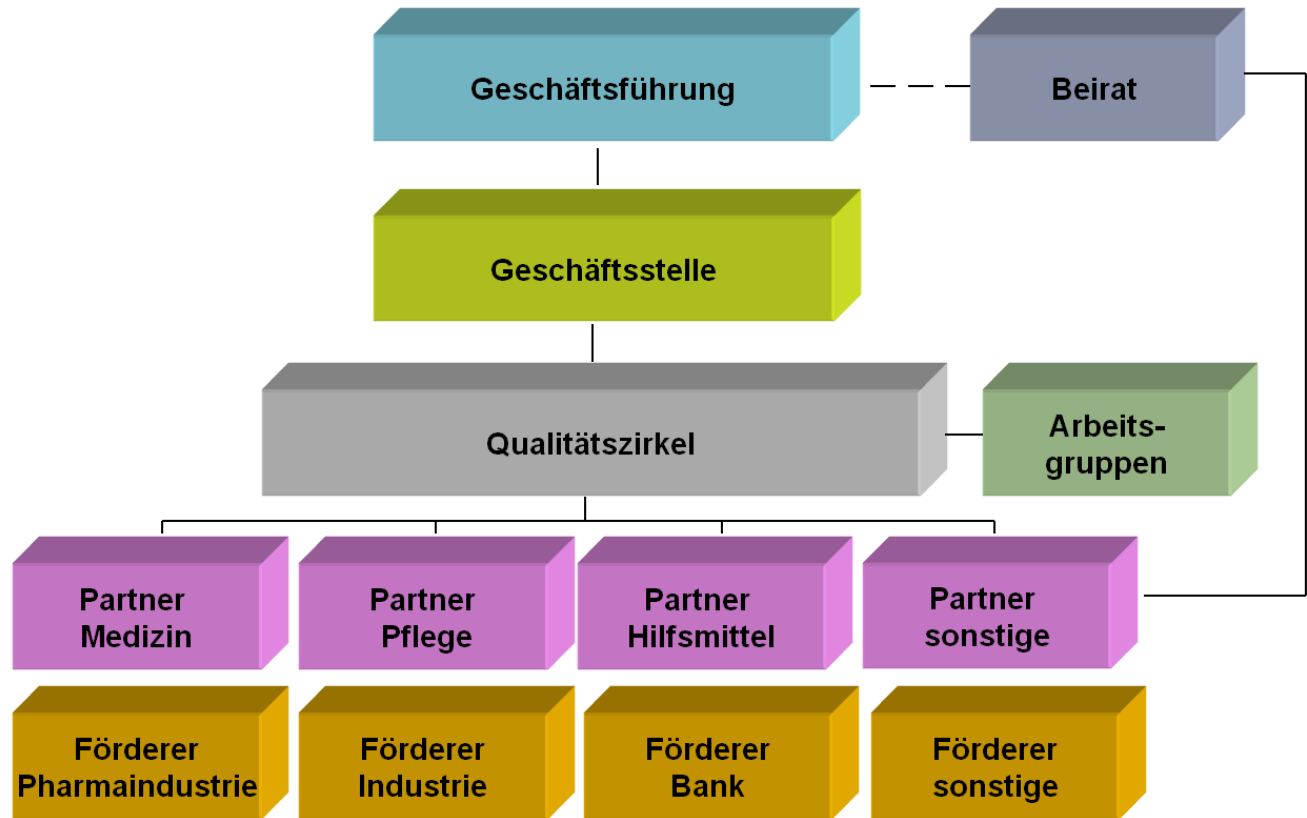 Geschäftsführung
Beirat
Geschäftsstelle
Qualitätszirkel
Arbeits-
gruppen
Partner
Medizin
Partner
Pflege
Partner
Hilfsmittel
Partner
sonstige
Förderer
Pharmaindustrie
Förderer
Industrie
Förderer
Bank
Förderer
sonstige